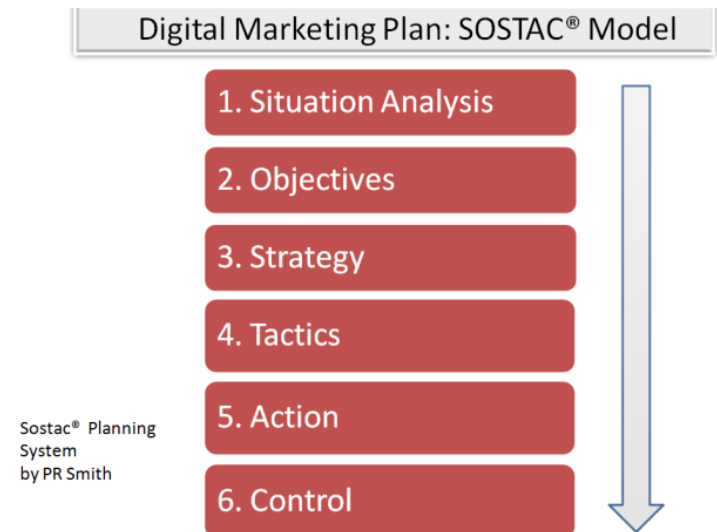 Digital Marketing Plan: SOSTAC® Model
1. Situation Analysis
2. Objectives
3. Strategy
4. Tactics
5. Action
6. Control
Sostac® Planning
System
by PR Smith